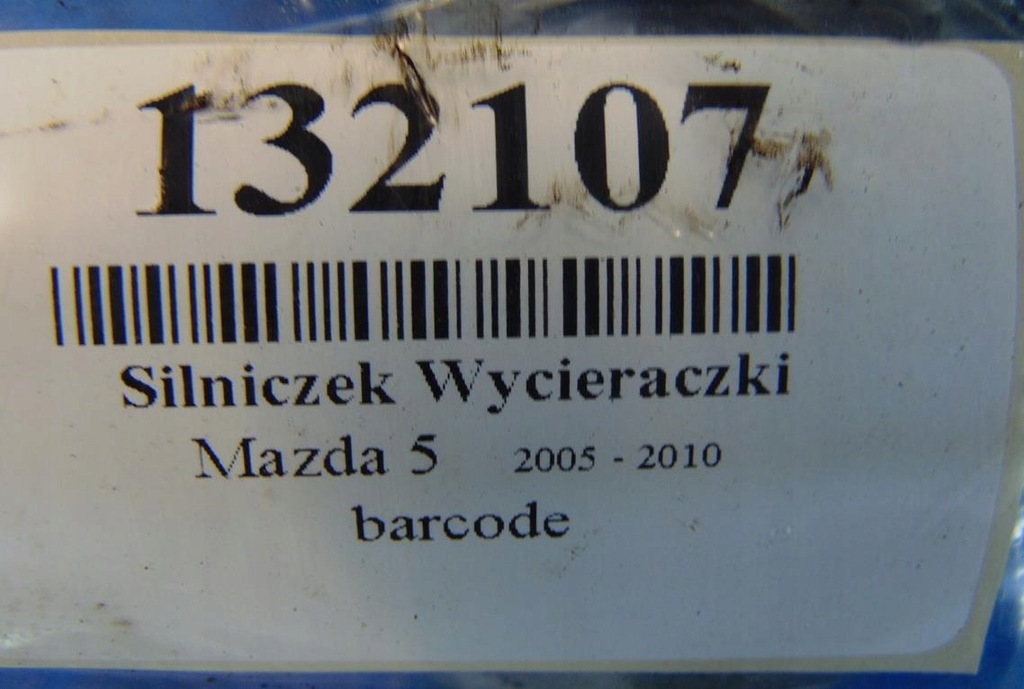 132107
Silniczek Wycieraczki
Mazda 5 2005 - 2010
barcode